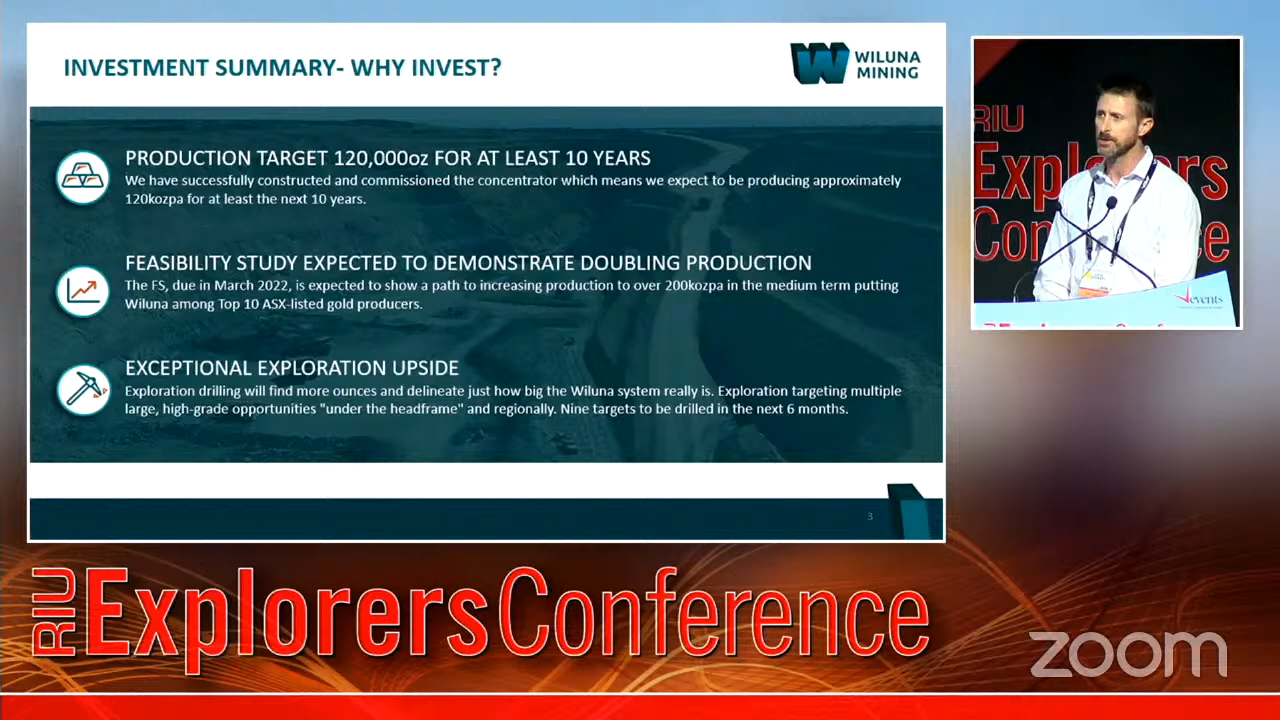 INVESTMENT SUMMARY- WHY INVEST?
WILUNA
MINING
PRODUCTION TARGET 120,000oz FOR AT LEAST 10 YEARS
We have successfully constructed and commissioned the concentrator which means we expect to be producing approximately
120kozpa for at least the next 10 years.
FEASIBILITY STUDY EXPECTED TO DEMONSTRATE DOUBLING PRODUCTION
The FS, due in March 2022, is expected to show a path to increasing production to over 200kozpa in the medium term putting
Wiluna among Top 10 ASX-listed gold producers.
EXCEPTIONAL EXPLORATION UPSIDE
Exploration drilling will find more ounces and delineate just how big the Wiluna system really is. Exploration targeting multiple
large, high-grade opportunities "under the headframe" and regionally. Nine targets to be drilled in the next 6 months.
3
RIU
Explorers
Con e
events
RIU ExplorersConference
zoom